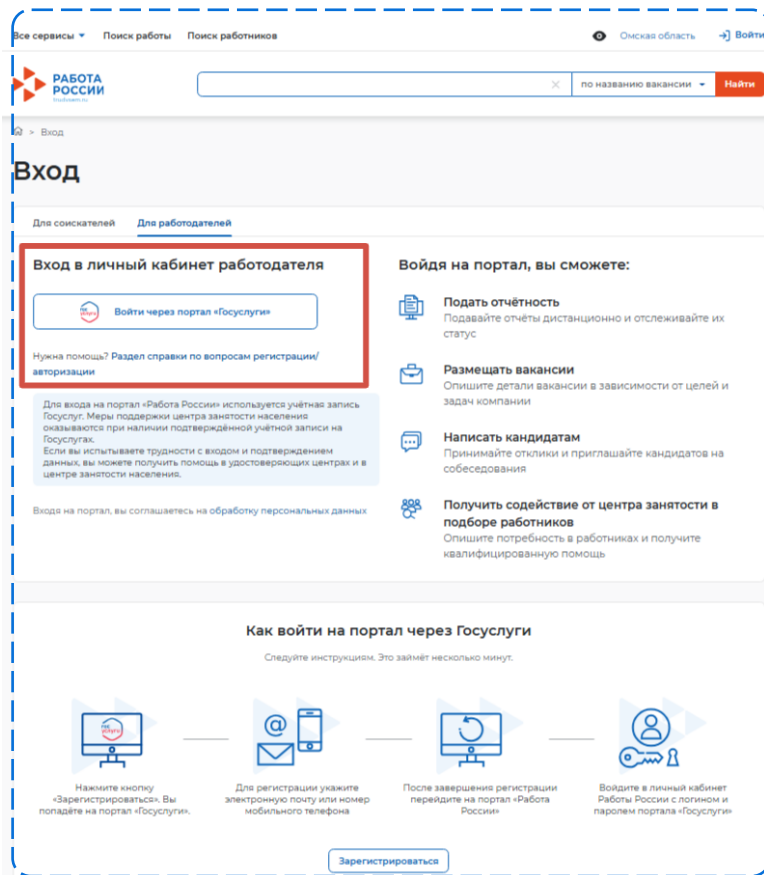 Все сервисы Поиск работы Поиск работников Омская область Войти
РАБОТА
РОССИИ
trudvsem.ru
по названию вакансии Найти
> Вход
Вход
Для соискателей Для работодателей
Вход в личный кабинет работодателя
Войти через портал «Госуслуги»
Нужна помощь? Раздел справки по вопросам регистрации/
авторизации
Для входа на портал «Работа России» используется учётная запись
Госуслуг. Меры поддержки центра занятости населения
оказываются при наличии подтверждённой учётной записи на
Госуслугах.
Если вы испытываете трудности с входом и подтверждением
данных, вы можете получить помощь в удостоверяющих центрах и в
центре занятости населения.
Входя на портал, вы соглашаетесь на обработку персональных данных
Войдя на портал, вы сможете:
Подать отчётность
Подавайте отчёты дистанционно и отслеживайте их
статус
Размещать вакансии
Опишите детали вакансии в зависимости от целей и
задач компании
Написать кандидатам
Принимайте отклики и приглашайте кандидатов на
собеседования
Получить содействие от центра занятости в
подборе работников
Опишите потребность в работниках и получите
квалифицированную помощь
Как войти на портал через Госуслуги
Следуйте инструкциям. Это займёт несколько минут.
Нажмите кнопку
«Зарегистрироваться». Вы
попадёте на портал «Госуслуги».
Для регистрации укажите
электронную почту или номер
мобильного телефона
После завершения регистрации
перейдите на портал «Работа
России»
Войдите в личный кабинет
Работы России с логином и
паролем портала «Госуслуги»
Зарегистрироваться